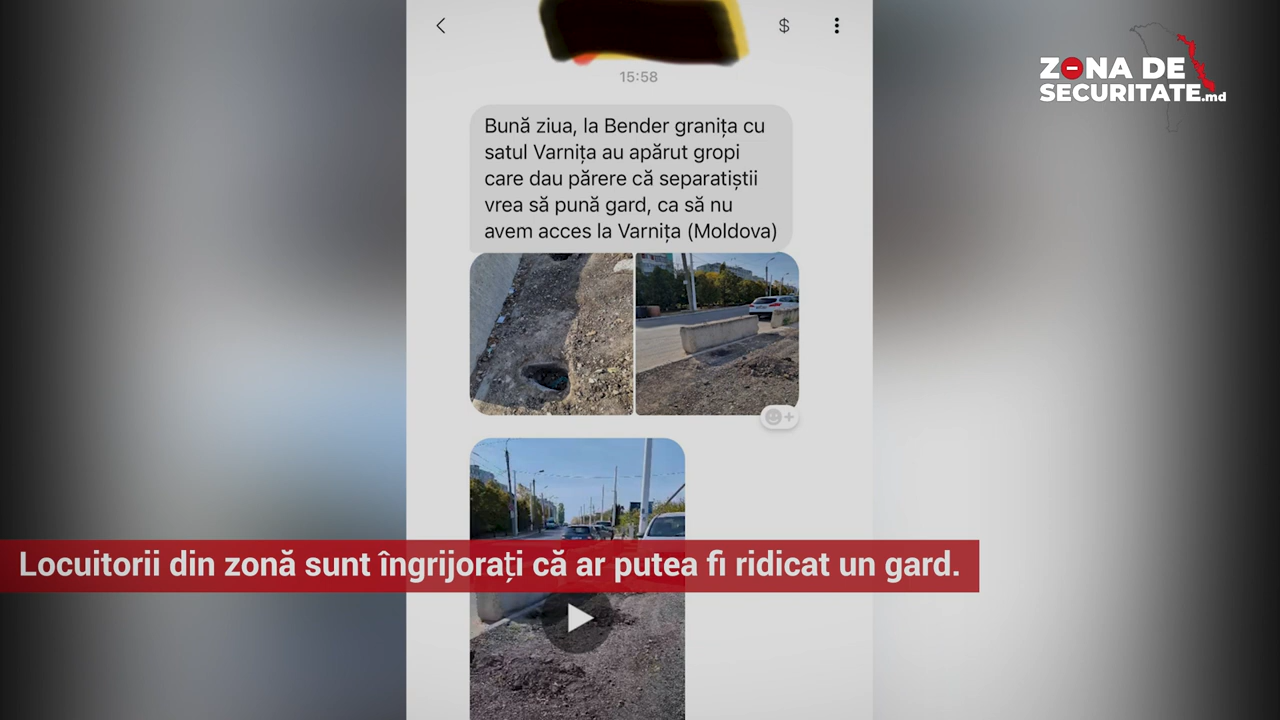 $
15:58
ZONA DE
SECURITATE.md
Bună ziua, la Bender granița cu
satul Varnița au apărut gropi
care dau părere că separatiștii
vrea să pună gard, ca să nu
avem acces la Varnița (Moldova)
Locuitorii din zonă sunt îngrijorați că ar putea fi ridicat un gard.